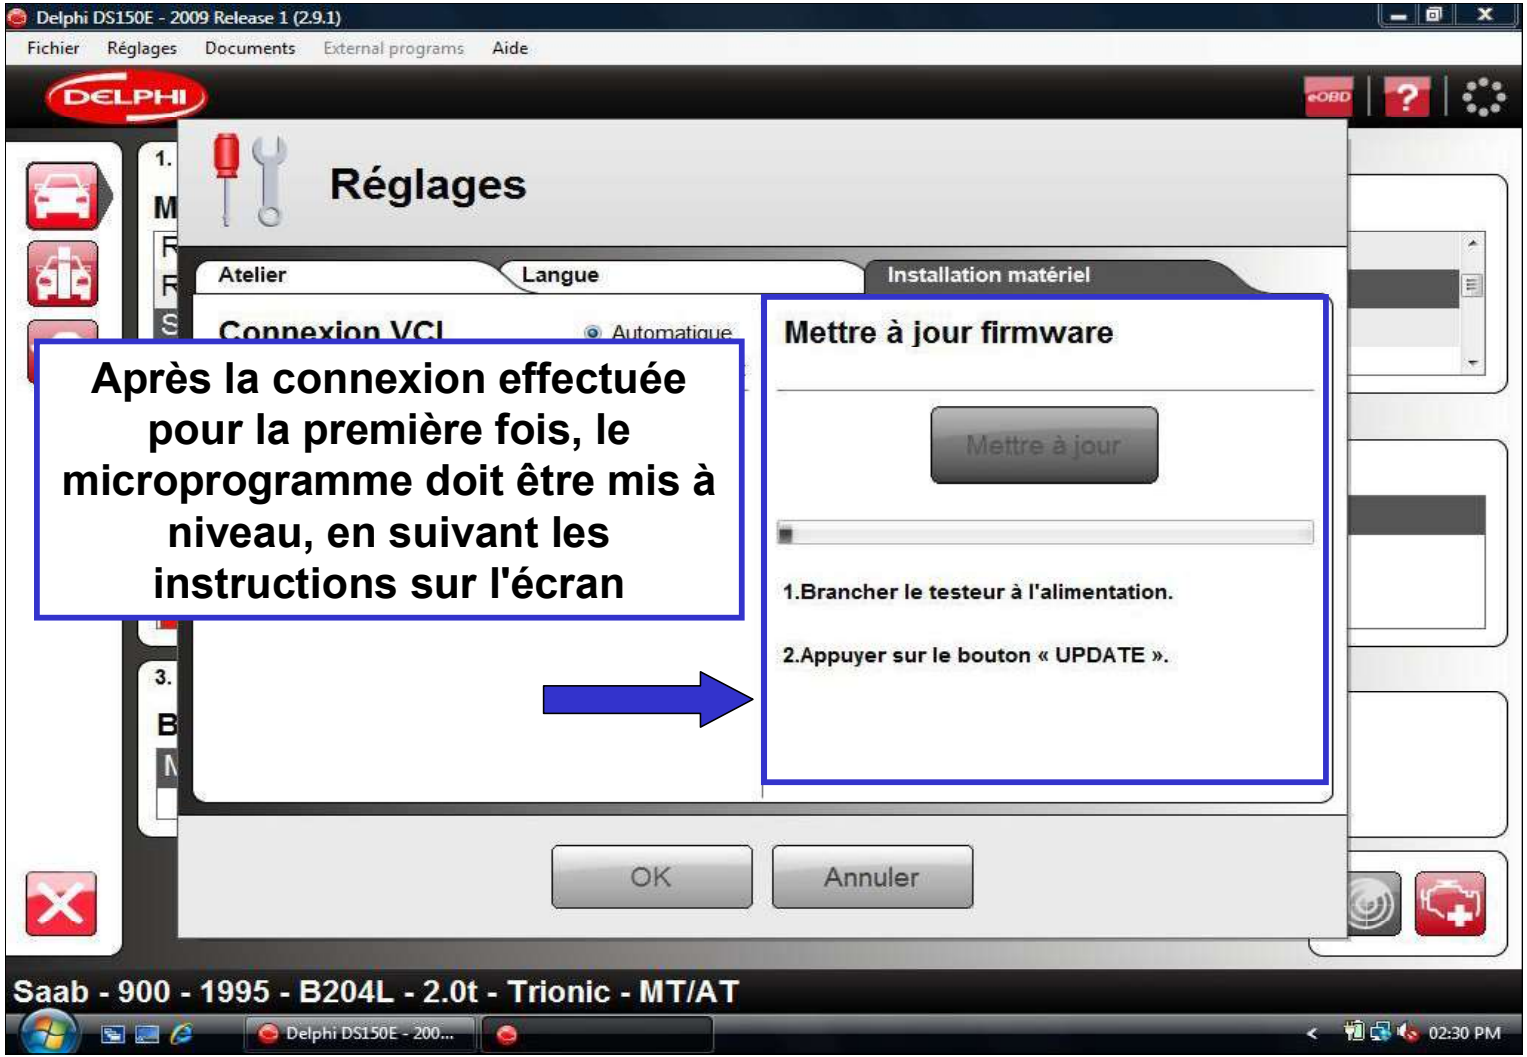 Delphi DS150E - 2009 Release 1 (2.9.1)
Fichier Réglages Documents External programs Aide
DELPHI
eOBD ?
Réglages
1.
M
R
R
S
Atelier Langue Installation matériel
Connexion VCI
Automatique
Mettre à jour firmware
Après la connexion effectuée
pour la première fois, le
microprogramme doit être mis à
niveau, en suivant les
instructions sur l'écran
Mettre à jour
1.Brancher le testeur à l'alimentation.
2.Appuyer sur le bouton « UPDATE ».
3.
B
OK Annuler
Saab - 900 - 1995 - B204L - 2.0t - Trionic - MT/AT
Delphi DS150E - 200...
02:30 PM